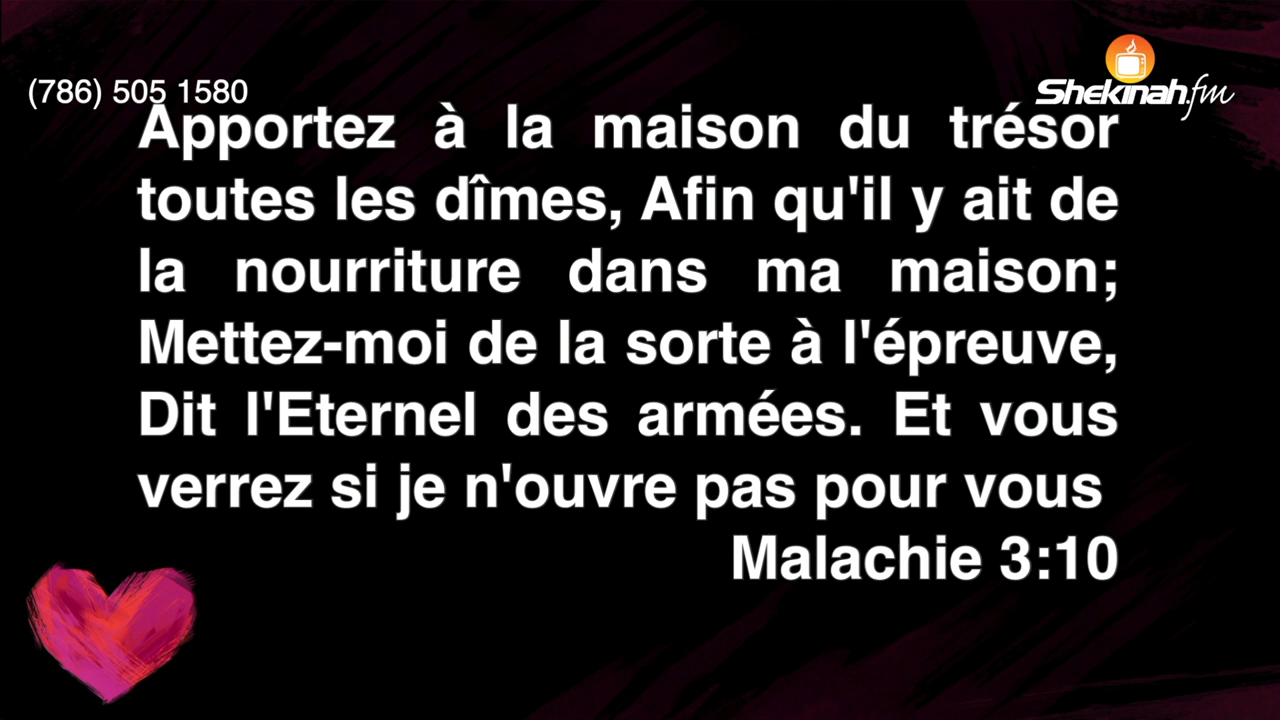 (786) 505 1580
Shekinah.fm
Apportez à la maison du trésor
toutes les dîmes, Afin qu'il y ait de
la nourriture dans ma maison;
Mettez-moi de la sorte à l'épreuve,
Dit l'Eternel des armées. Et vous
verrez si je n'ouvre pas pour vous
Malachie 3:10